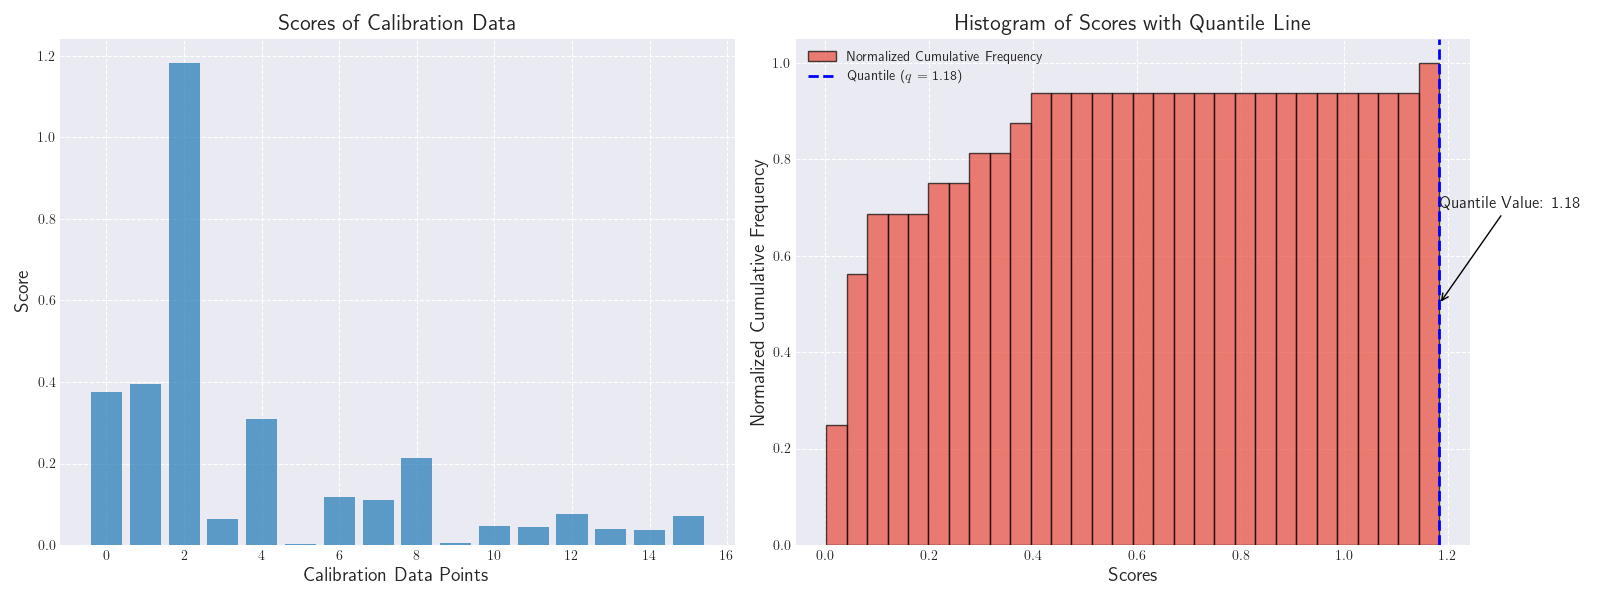 Scores of Calibration Data
Score
1.2
1.0
0.8
0.6
0.4
0.2
0.0
0 2 4 6 8 10 12 14 16
Calibration Data Points
Histogram of Scores with Quantile Line
Normalized Cumulative Frequency
Quantile (q = 1.18)
Normalized Cumulative Frequency
1.0
0.8
0.6
0.4
0.2
0.0
Quantile Value: 1.18
0.0 0.2 0.4 0.6 0.8 1.0 1.2
Scores